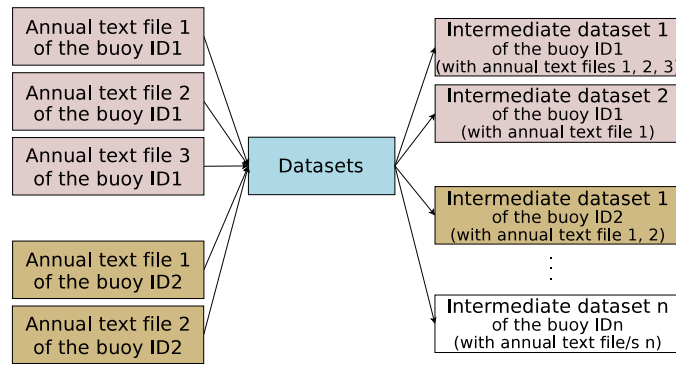 Annual text file 1
of the buoy ID1
Annual text file 2
of the buoy ID1
Annual text file 3
of the buoy ID1
Annual text file 1
of the buoy ID2
Annual text file 2
of the buoy ID2
Datasets
Intermediate dataset 1
of the buoy ID1
(with annual text files 1, 2, 3)
Intermediate dataset 2
of the buoy ID1
(with annual text file 1)
Intermediate dataset 1
of the buoy ID2
(with annual text file 1, 2)
Intermediate dataset n
of the buoy IDn
(with annual text file/s n)